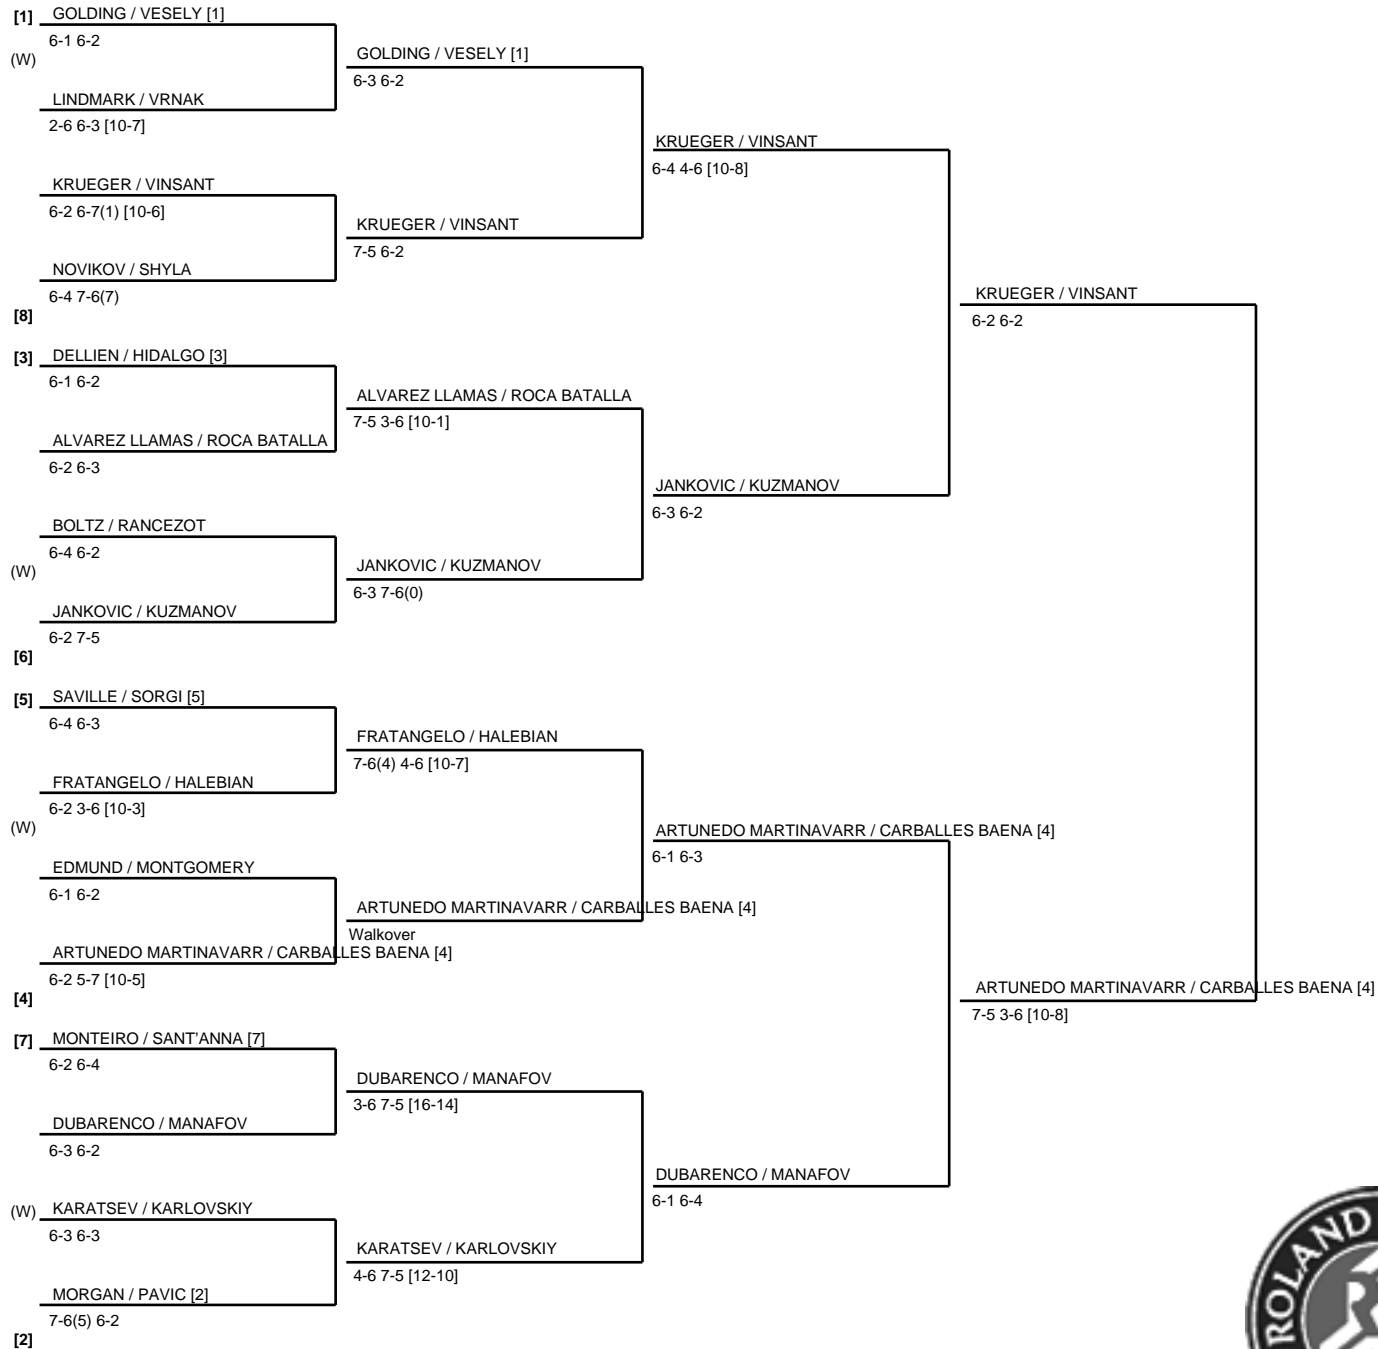 [1] GOLDING / VESELY [1]
6-1 6-2
(W)
LINDMARK / VRNAK
2-6 6-3 [10-7]
KRUEGER / VINSANT
6-2 6-7(1) [10-6]
NOVIKOV / SHYLA
6-4 7-6(7)
[8]
[3] DELLIEN / HIDALGO [3]
6-1 6-2
ALVAREZ LLAMAS / ROCA BATALLA
6-2 6-3
BOLTZ / RANCEZOT
6-4 6-2
(W)
JANKOVIC / KUZMANOV
6-2 7-5
[6]
[5] SAVILLE / SORGI [5]
6-4 6-3
FRATANGELO / HALEBIAN
6-2 3-6 [10-3]
(W)
EDMUND / MONTGOMERY
6-1 6-2
ARTUNEDO MARTINAVARR / CARBALLES BAENA [4]
6-2 5-7 [10-5]
[4]
[7] MONTEIRO / SANT'ANNA [7]
6-2 6-4
DUBARENCO / MANAFOV
6-3 6-2
(W) KARATSEV / KARLOVSKIY
6-3 6-3
MORGAN / PAVIC [2]
7-6(5) 6-2
[2]
GOLDING / VESELY [1]
6-3 6-2
KRUEGER / VINSANT
7-5 6-2
ALVAREZ LLAMAS / ROCA BATALLA
7-5 3-6 [10-1]
JANKOVIC / KUZMANOV
6-3 7-6(0)
FRATANGELO / HALEBIAN
7-6(4) 4-6 [10-7]
ARTUNEDO MARTINAVARR / CARBALLES BAENA [4]
Walkover
DUBARENCO / MANAFOV
3-6 7-5 [16-14]
KARATSEV / KARLOVSKIY
4-6 7-5 [12-10]
KRUEGER / VINSANT
6-4 4-6 [10-8]
JANKOVIC / KUZMANOV
6-3 6-2
ARTUNEDO MARTINAVARR / CARBALLES BAENA [4]
6-1 6-3
DUBARENCO / MANAFOV
6-1 6-4
KRUEGER / VINSANT
6-2 6-2
ARTUNEDO MARTINAVARR / CARBALLES BAENA [4]
7-5 3-6 [10-8]
ROLAND